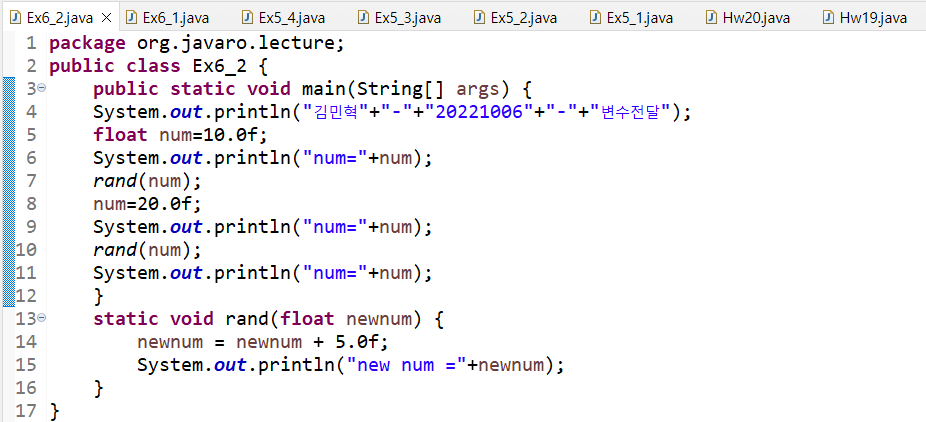 Ex6_2.java Ex6_1.java Ex5_4.java Ex5_3.java Ex5_2.java Ex5_1.java Hw20.java Hw19.java
1 package org.javaro.lecture;
2 public class Ex6_2 {
3 public static void main(String[] args) {
4 System.out.println("김민혁"+"-"+"20221006"+"-"+"변수전달");
5 float num=10.0f;
6 System.out.println("num="+num);
7 rand(num);
8 num=20.0f;
9 System.out.println("num="+num);
10 rand(num);
11 System.out.println("num="+num);
12 }
13 static void rand(float newnum) {
14 newnum = newnum + 5.0f;
15 System.out.println("new num ="+newnum);
16 }
17 }